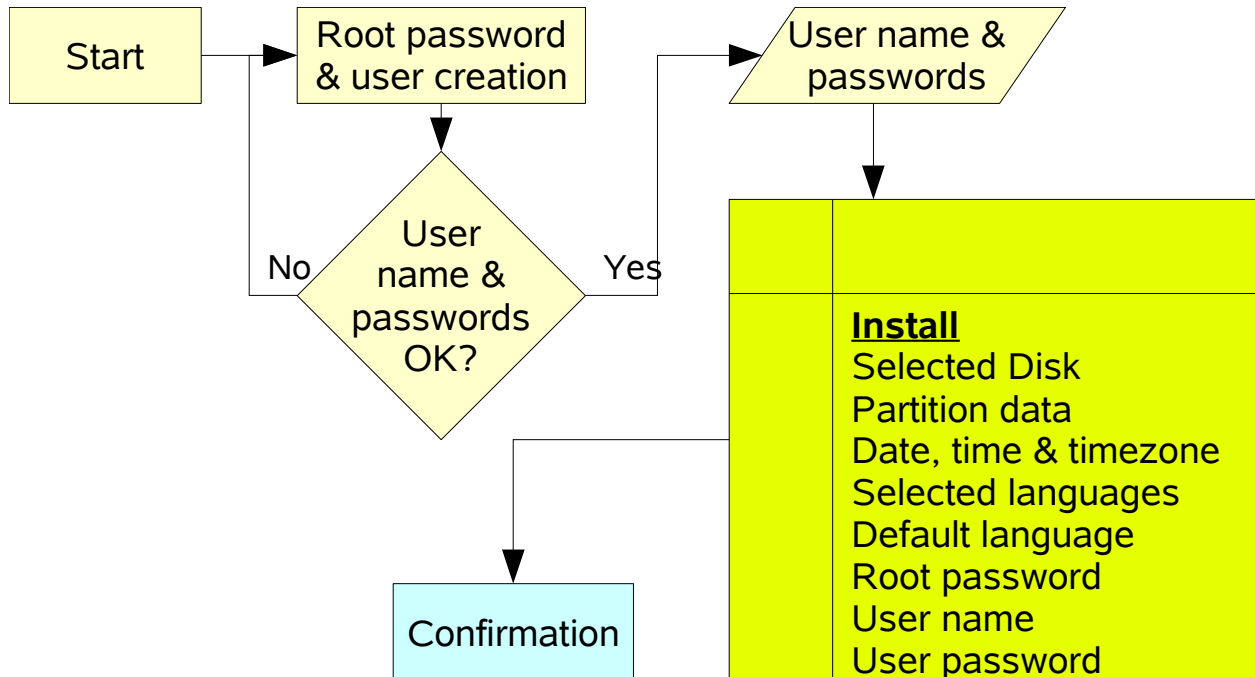 Start
Root password
& user creation
User name &
passwords
User
name &
passwords
OK?
No
Yes
Install
Selected Disk
Partition data
Date, time & timezone
Selected languages
Default language
Root password
User name
User password
Confirmation